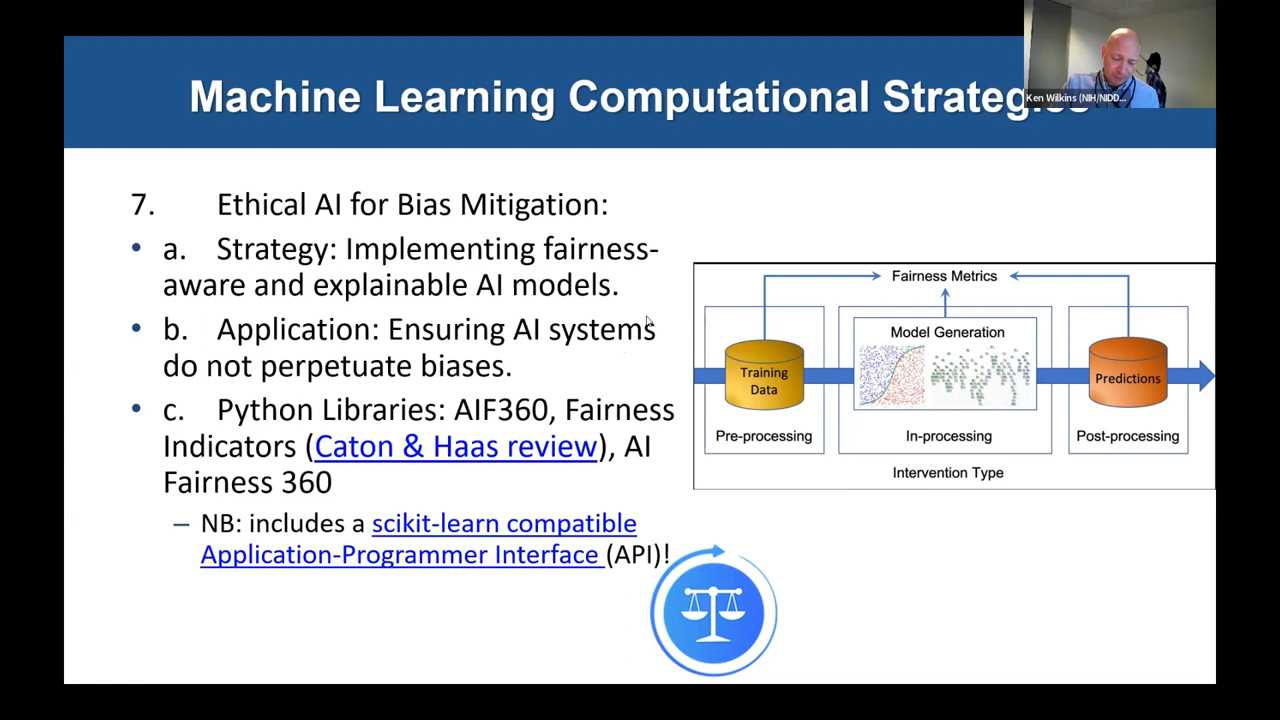 Machine Learning Computational Strategies
Ken Wilkins (NIH/NIDD...
7. Ethical AI for Bias Mitigation:
• a. Strategy: Implementing fairness-
aware and explainable AI models.
• b. Application: Ensuring AI systems
do not perpetuate biases.
• c. Python Libraries: AIF360, Fairness
Indicators (Caton & Haas review), AI
Fairness 360
– NB: includes a scikit-learn compatible
Application-Programmer Interface (API)!
Fairness Metrics
Model Generation
Training
Data
Predictions
Pre-processing
In-processing
Post-processing
Intervention Type